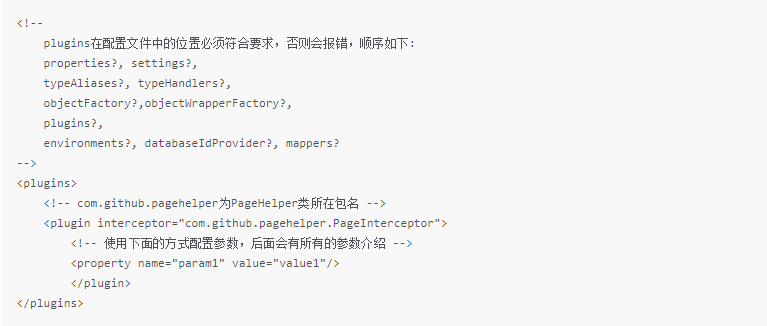 <!--
    plugins在配置文件中的位置必须符合要求，否则会报错，顺序如下:
    properties?, settings?,
    typeAliases?, typeHandlers?,
    objectFactory?,objectWrapperFactory?,
    plugins?,
    environments?, databaseIdProvider?, mappers?
-->
<plugins>
    <!-- com.github.pagehelper为PageHelper类所在包名 -->
    <plugin interceptor="com.github.pagehelper.PageInterceptor">
        <!-- 使用下面的方式配置参数，后面会有所有的参数介绍 -->
        <property name="param1" value="value1"/>
        </plugin>
</plugins>